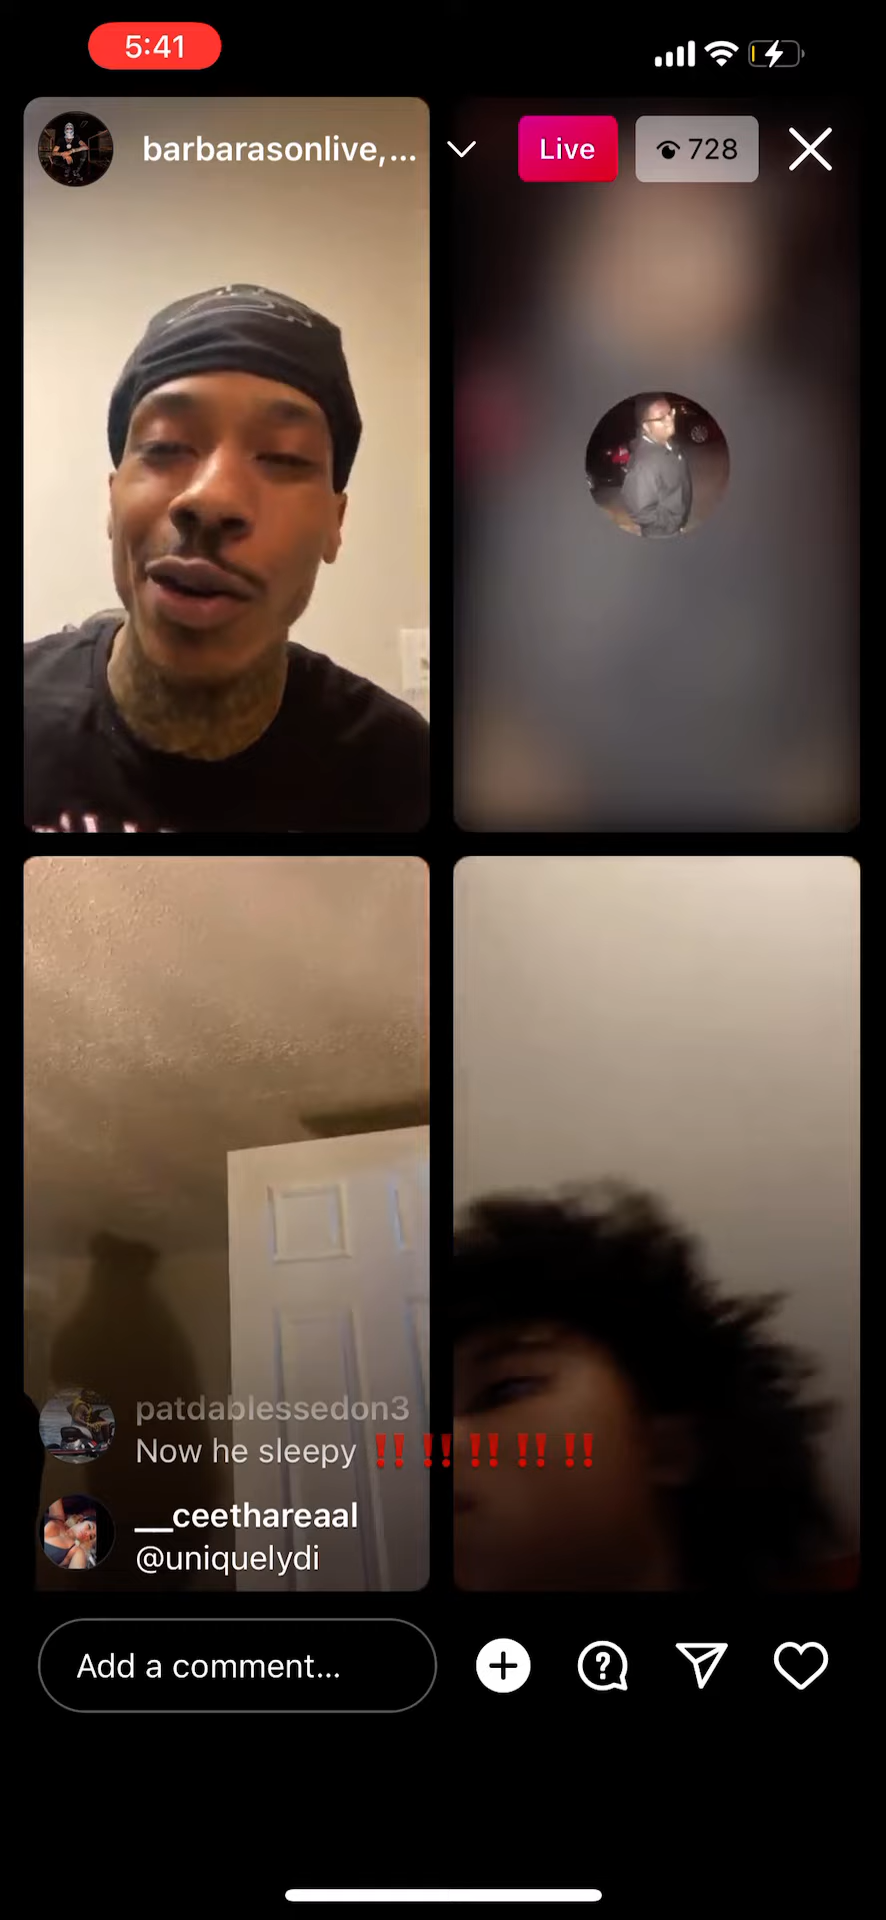 5:41
barbarasonlive,...
Live
728
patdablessedon3
Now he sleepy ‼️ ‼️ ‼️ ‼️ ‼️
__ceethareaal
@uniquelydi
Add a comment...